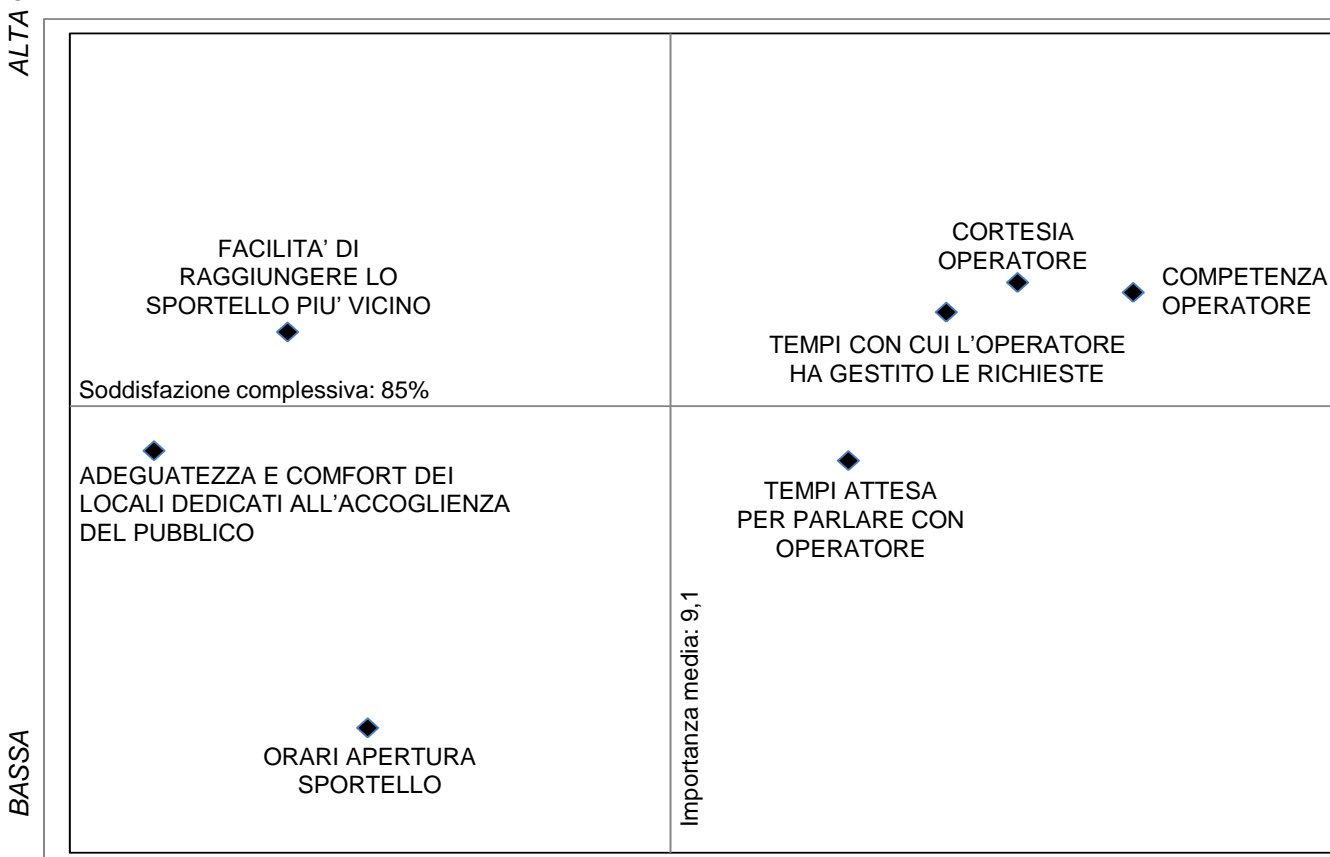 ALTA
FACILITA' DI
RAGGIUNGERE LO
SPORTELLO PIU' VICINO
CORTESIA
OPERATORE
COMPETENZA
OPERATORE
TEMPI CON CUI L'OPERATORE
HA GESTITO LE RICHIESTE
Soddisfazione complessiva: 85%
ADEGUATEZZA E COMFORT DEI
LOCALI DEDICATI ALL'ACCOGLIENZA
DEL PUBBLICO
TEMPI ATTESA
PER PARLARE CON
OPERATORE
Importanza media: 9,1
ORARI APERTURA
SPORTELLO
BASSA